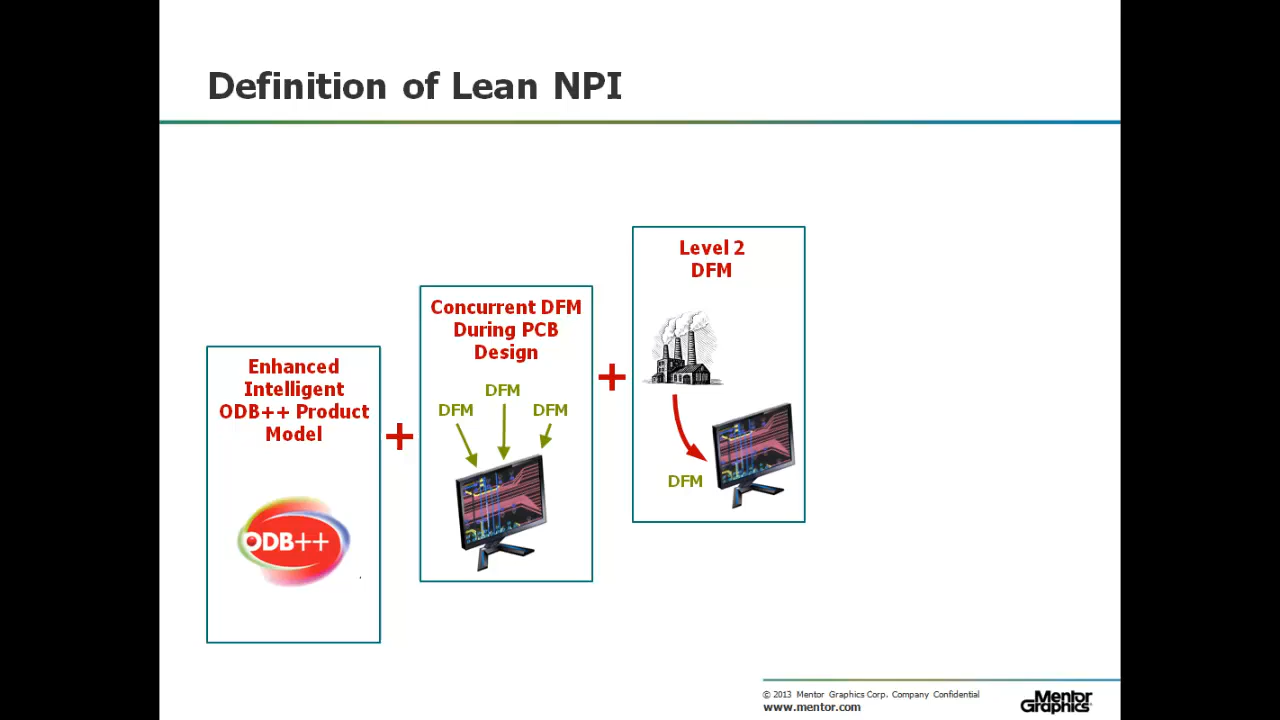 Definition of Lean NPI
Enhanced
Intelligent
ODB++ Product
Model
ODB++
+
Concurrent DFM
During PCB
Design
DFM
DFM
DFM
+
Level 2
DFM
DFM
© 2013 Mentor Graphics Corp. Company Confidential
www.mentor.com
Mentor
Graphics